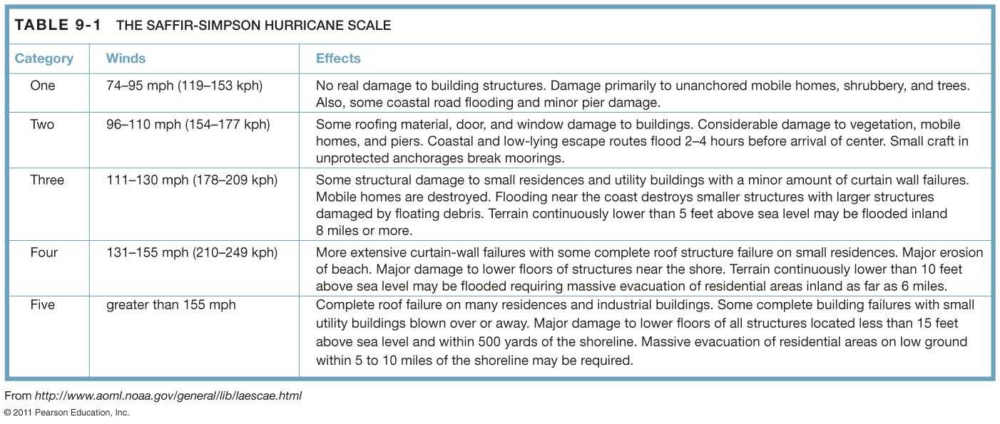 TABLE 9-1 THE SAFFIR-SIMPSON HURRICANE SCALE
Category Winds Effects
One 74–95 mph (119–153 kph) No real damage to building structures. Damage primarily to unanchored mobile homes, shrubbery, and trees.
Also, some coastal road flooding and minor pier damage.
Two 96–110 mph (154–177 kph) Some roofing material, door, and window damage to buildings. Considerable damage to vegetation, mobile
homes, and piers. Coastal and low-lying escape routes flood 2–4 hours before arrival of center. Small craft in
unprotected anchorages break moorings.
Three 111–130 mph (178–209 kph) Some structural damage to small residences and utility buildings with a minor amount of curtain wall failures.
Mobile homes are destroyed. Flooding near the coast destroys smaller structures with larger structures
damaged by floating debris. Terrain continuously lower than 5 feet above sea level may be flooded inland
8 miles or more.
Four 131–155 mph (210–249 kph) More extensive curtain-wall failures with some complete roof structure failure on small residences. Major erosion
of beach. Major damage to lower floors of structures near the shore. Terrain continuously lower than 10 feet
above sea level may be flooded requiring massive evacuation of residential areas inland as far as 6 miles.
Five greater than 155 mph Complete roof failure on many residences and industrial buildings. Some complete building failures with small
utility buildings blown over or away. Major damage to lower floors of all structures located less than 15 feet
above sea level and within 500 yards of the shoreline. Massive evacuation of residential areas on low ground
within 5 to 10 miles of the shoreline may be required.
From http://www.aoml.noaa.gov/general/lib/laescae.html
© 2011 Pearson Education, Inc.